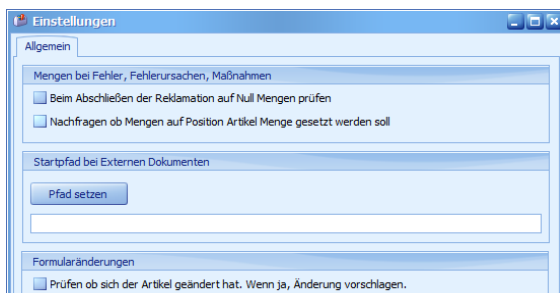 Einstellungen
Allgemein
Mengen bei Fehler, Fehlerursachen, Maßnahmen
Beim Abschließen der Reklamation auf Null Mengen prüfen
Nachfragen ob Mengen auf Position Artikel Menge gesetzt werden soll
Startpfad bei Externen Dokumenten
Pfad setzen
Formularänderungen
Prüfen ob sich der Artikel geändert hat. Wenn ja, Änderung vorschlagen.